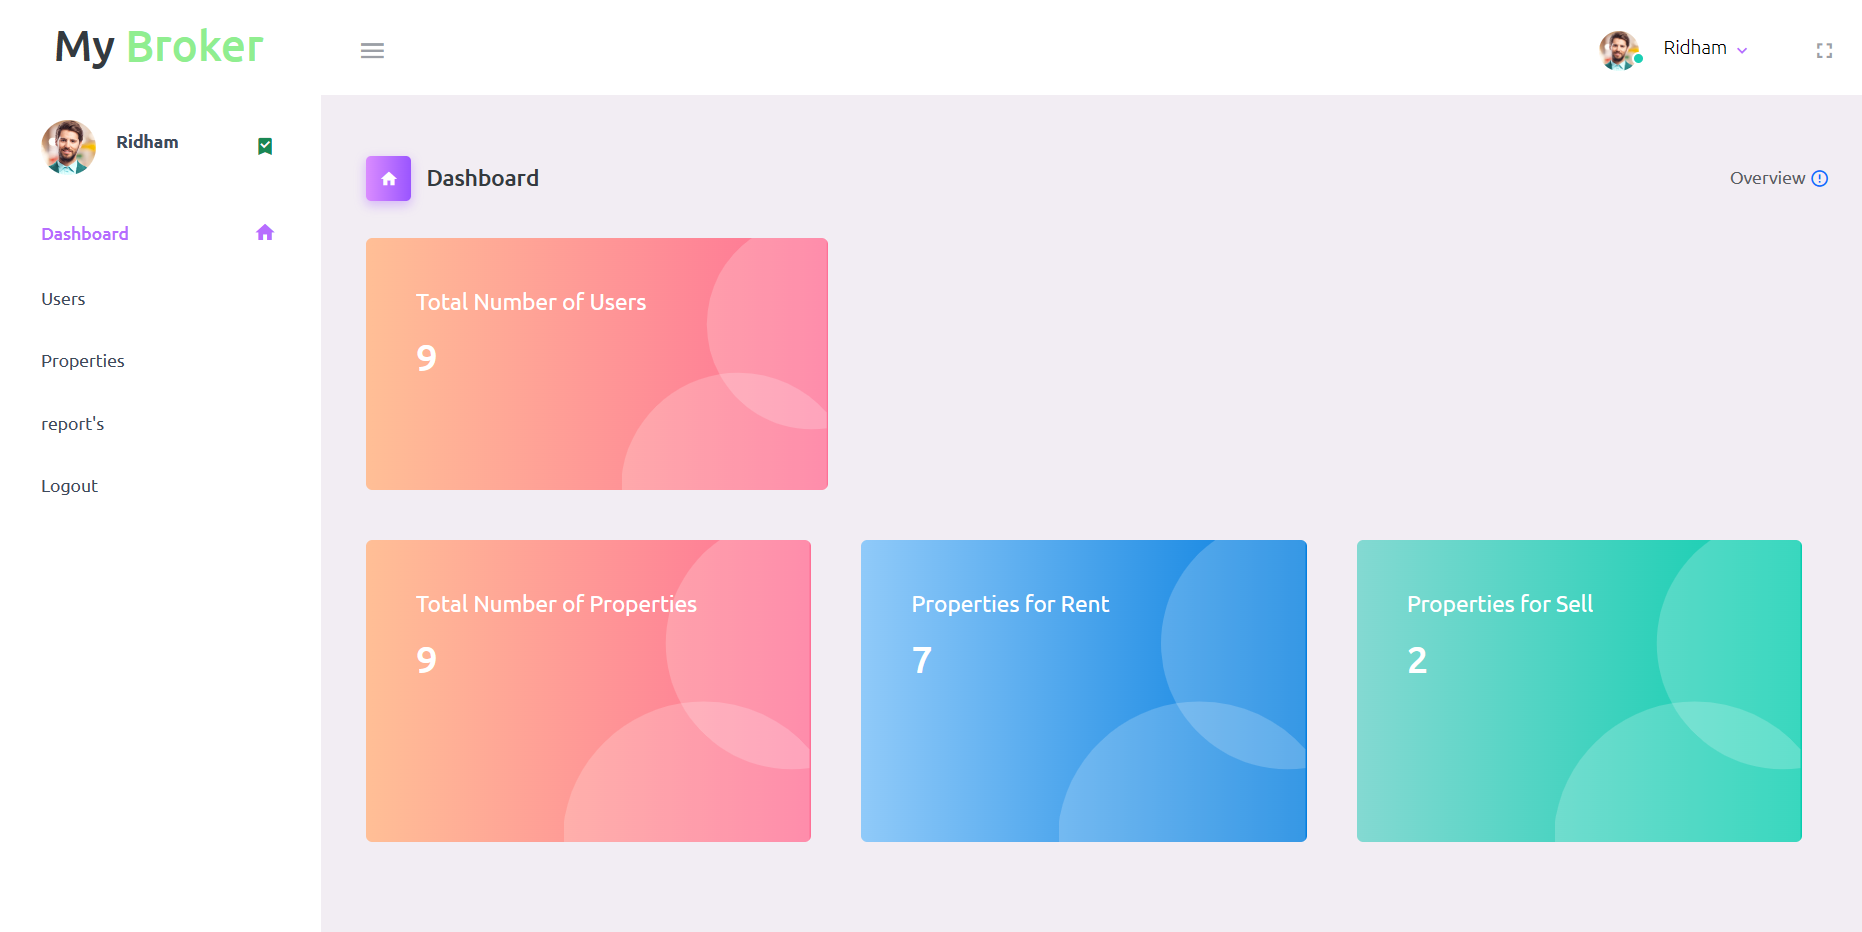 My Broker
Ridham
Ridham
Dashboard
Users
Properties
report's
Logout
Dashboard
Overview
Total Number of Users
9
Total Number of Properties
9
Properties for Rent
7
Properties for Sell
2